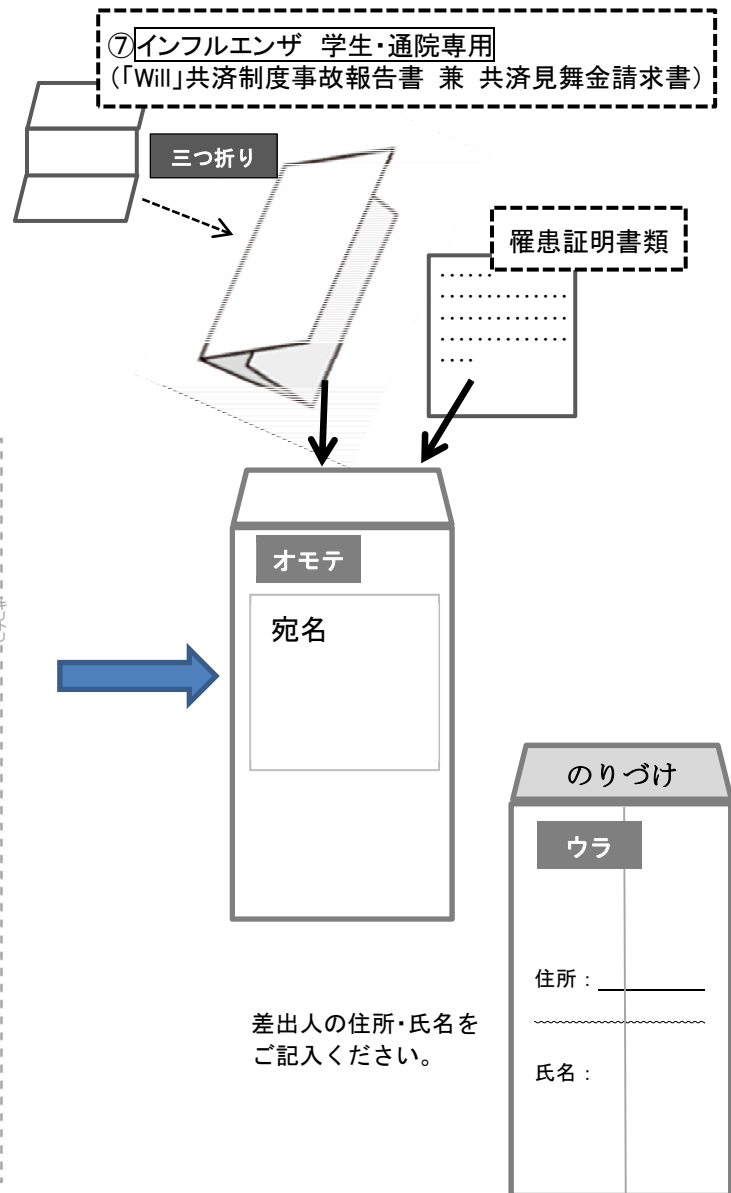 ⑦インフルエンザ 学生・通院専用
(「Will」共済制度事故報告書 兼 共済見舞金請求書)
三つ折り
罹患証明書類
オモテ
宛名
のりづけ
ウラ
住所：
氏名：
差出人の住所・氏名を
ご記入ください。